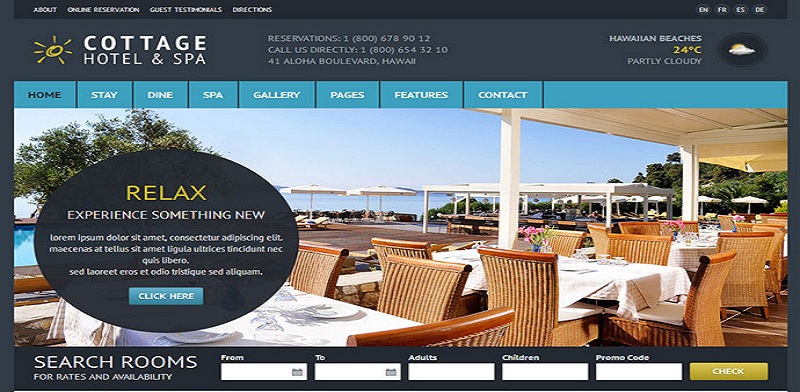 ABOUT ONLINE RESERVATION GUEST TESTIMONIALS DIRECTIONS EN FR ES DE
COTTAGE
HOTEL & SPA
RESERVATIONS: 1 (800) 678 90 12
CALL US DIRECTLY: 1 (800) 654 32 10
41 ALOHA BOULEVARD, HAWAII
HAWAIIAN BEACHES
24°C
PARTLY CLOUDY
HOME STAY DINE SPA GALLERY PAGES FEATURES CONTACT
RELAX
EXPERIENCE SOMETHING NEW
lorem ipsum dolor sit amet, consectetur adipiscing elit.
maecenas at tellus sit amet ligula ultrices tincidunt nec
quis libero.
sed laoreet eros et odio tristique sed aliquam.
CLICK HERE
SEARCH ROOMS
FOR RATES AND AVAILABILITY
From To Adults Children Promo Code
CHECK